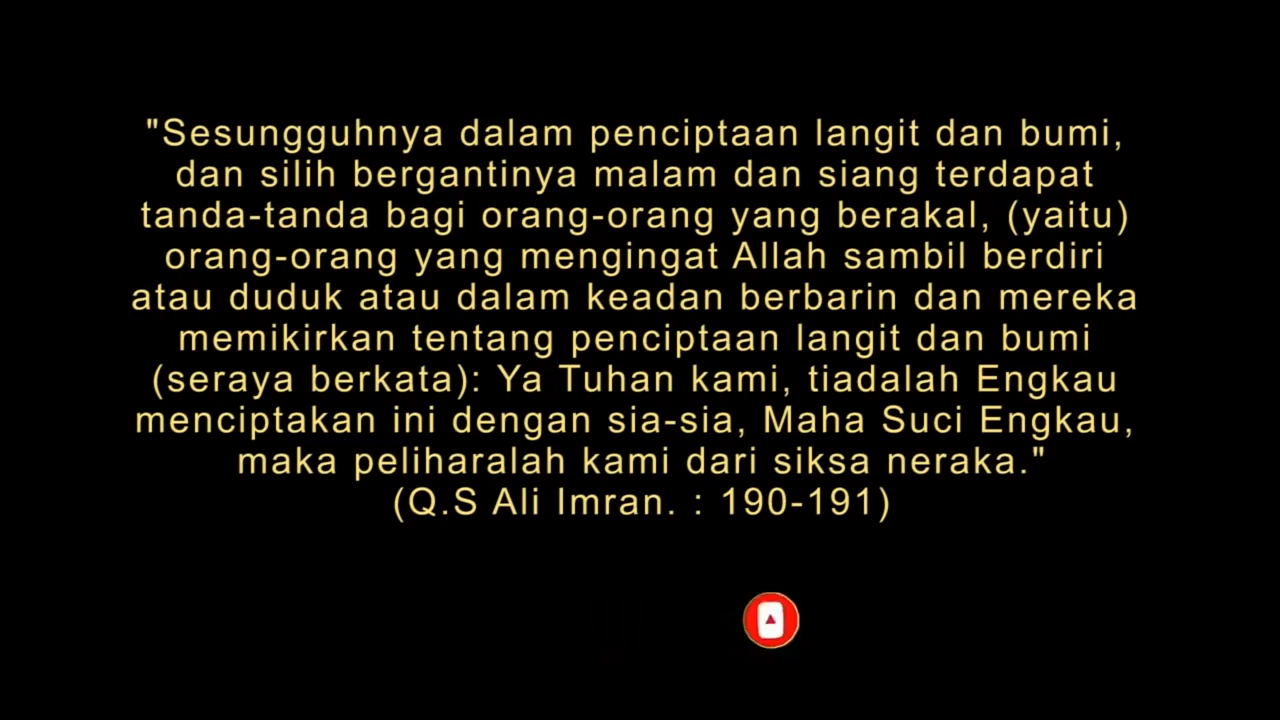 "Sesungguhnya dalam penciptaan langit dan bumi,
dan silih bergantinya malam dan siang terdapat
tanda-tanda bagi orang-orang yang berakal, (yaitu)
orang-orang yang mengingat Allah sambil berdiri
atau duduk atau dalam keadan berbarin dan mereka
memikirkan tentang penciptaan langit dan bumi
(seraya berkata): Ya Tuhan kami, tiadalah Engkau
menciptakan ini dengan sia-sia, Maha Suci Engkau,
maka peliharalah kami dari siksa neraka."
(Q.S Ali Imran. : 190-191)